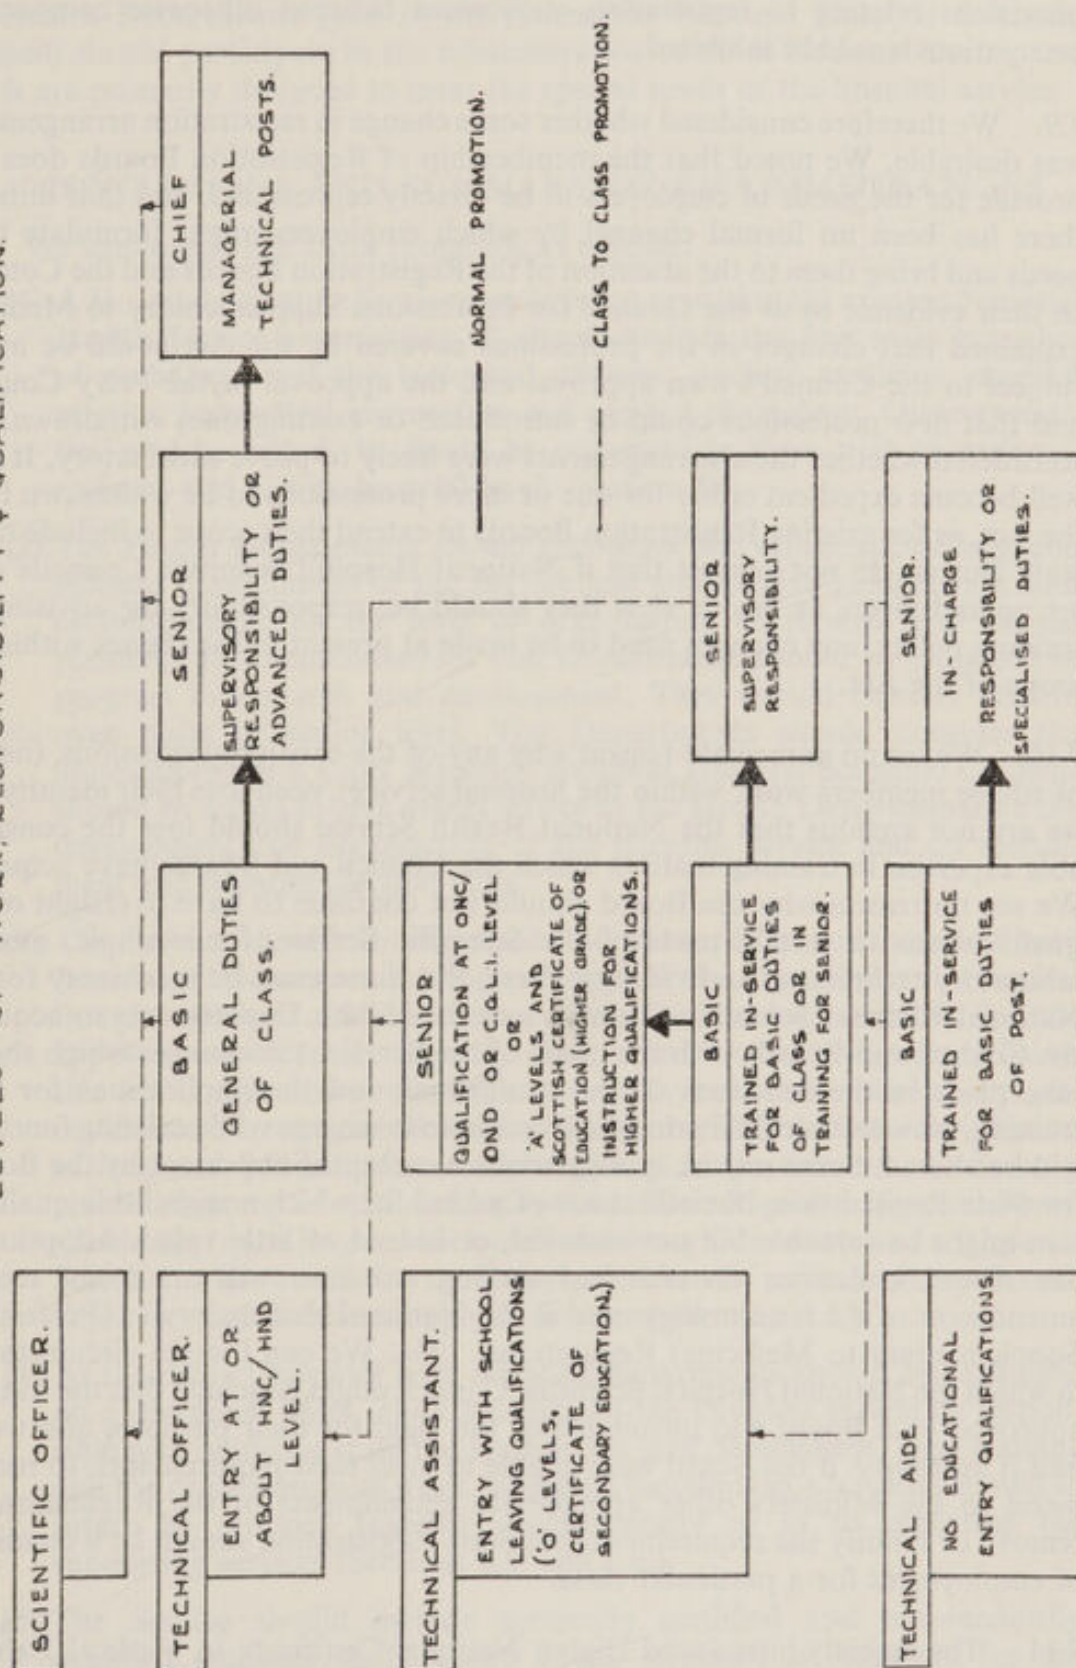 SCIENTIFIC OFFICER.
TECHNICAL OFFICER.
ENTRY AT OR
ABOUT HNC/HND
LEVEL.
BASIC
GENERAL DUTIES
OF CLASS.
SENIOR
SUPERVISORY
RESPONSIBILITY OR
ADVANCED DUTIES.
CHIEF
MANAGERIAL
TECHNICAL POSTS.
TECHNICAL ASSISTANT.
ENTRY WITH SCHOOL
LEAVING QUALIFICATIONS
('O' LEVELS,
CERTIFICATE OF
SECONDARY EDUCATION.)
SENIOR
QUALIFICATION AT ONC/
OND OR C.G.L.I. LEVEL
OR
'A' LEVELS AND
SCOTTISH CERTIFICATE OF
EDUCATION (HIGHER GRADE) OR
INSTRUCTION FOR
HIGHER QUALIFICATIONS.
BASIC
TRAINED IN-SERVICE
FOR BASIC DUTIES
OF CLASS OR IN
TRAINING FOR SENIOR.
SENIOR
SUPERVISORY
RESPONSIBILITY.
TECHNICAL AIDE
NO EDUCATIONAL
ENTRY QUALIFICATIONS
BASIC
TRAINED IN-SERVICE
FOR BASIC DUTIES
OF POST.
SENIOR.
IN-CHARGE
RESPONSIBILITY OR
SPECIALISED DUTIES.
NORMAL PROMOTION.
CLASS TO CLASS PROMOTION.